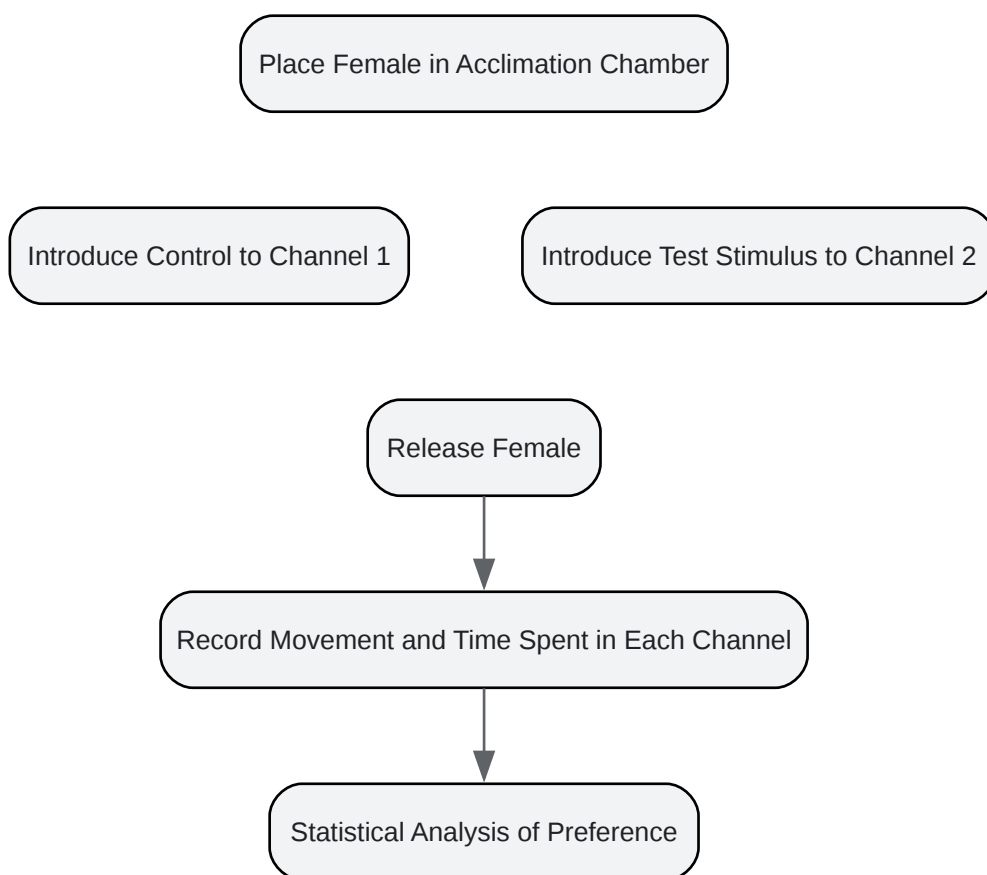 Place Female in Acclimation Chamber
Introduce Control to Channel 1
Introduce Test Stimulus to Channel 2
Release Female
Record Movement and Time Spent in Each Channel
Statistical Analysis of Preference